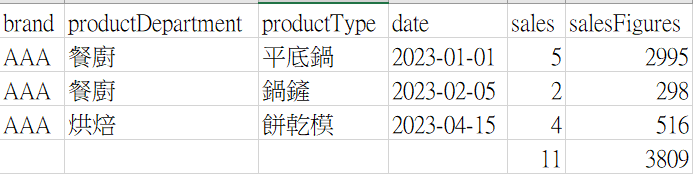 brand productDepartment productType date sales salesFigures
AAA 餐廚 平底鍋 2023-01-01 5 2995
AAA 餐廚 鍋鏟 2023-02-05 2 298
AAA 烘焙 餅乾模 2023-04-15 4 516
11 3809